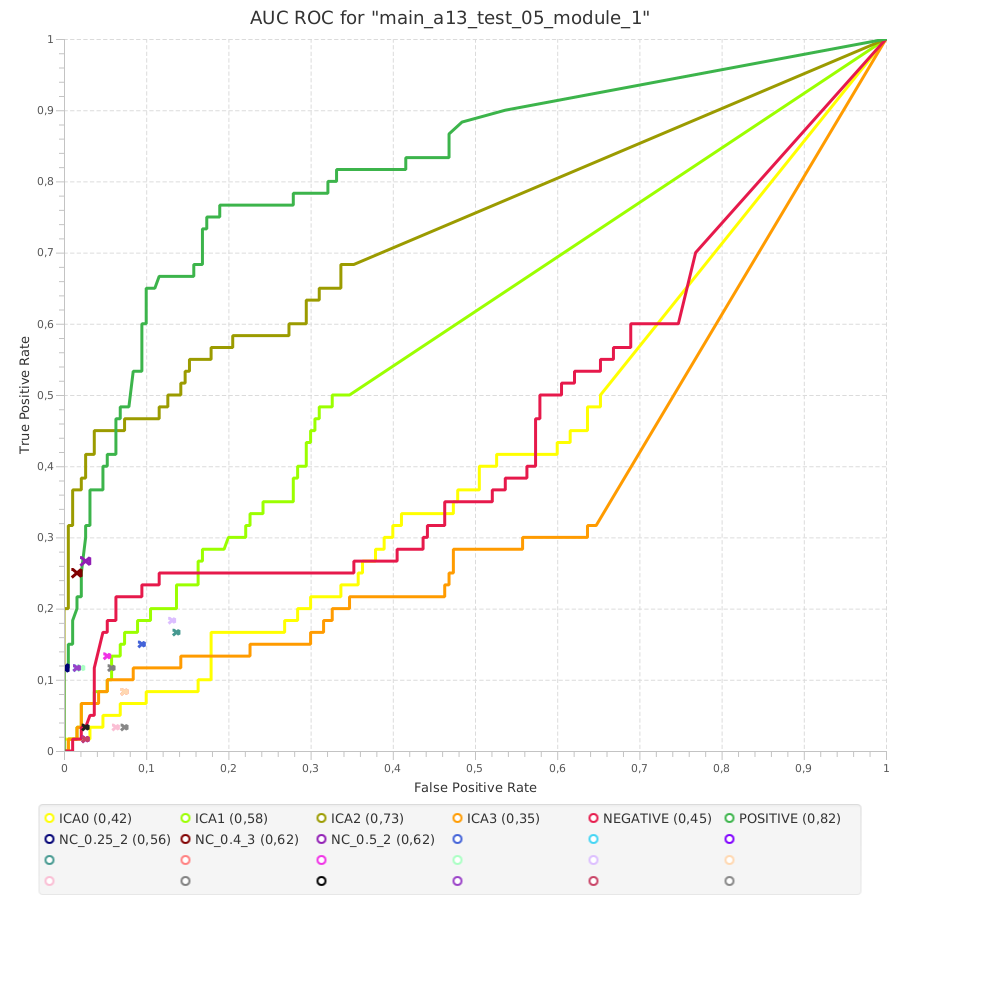 AUC ROC for "main_a13_test_05_module_1"
1
0,9
0,8
0,7
0,6
0,5
0,4
0,3
0,2
0,1
0
True Positive Rate
0 0,1 0,2 0,3 0,4 0,5 0,6 0,7 0,8 0,9 1
False Positive Rate
ICA0 (0,42) ICA1 (0,58) ICA2 (0,73) ICA3 (0,35) NEGATIVE (0,45) POSITIVE (0,82)
NC_0.25_2 (0,56) NC_0.4_3 (0,62) NC_0.5_2 (0,62)